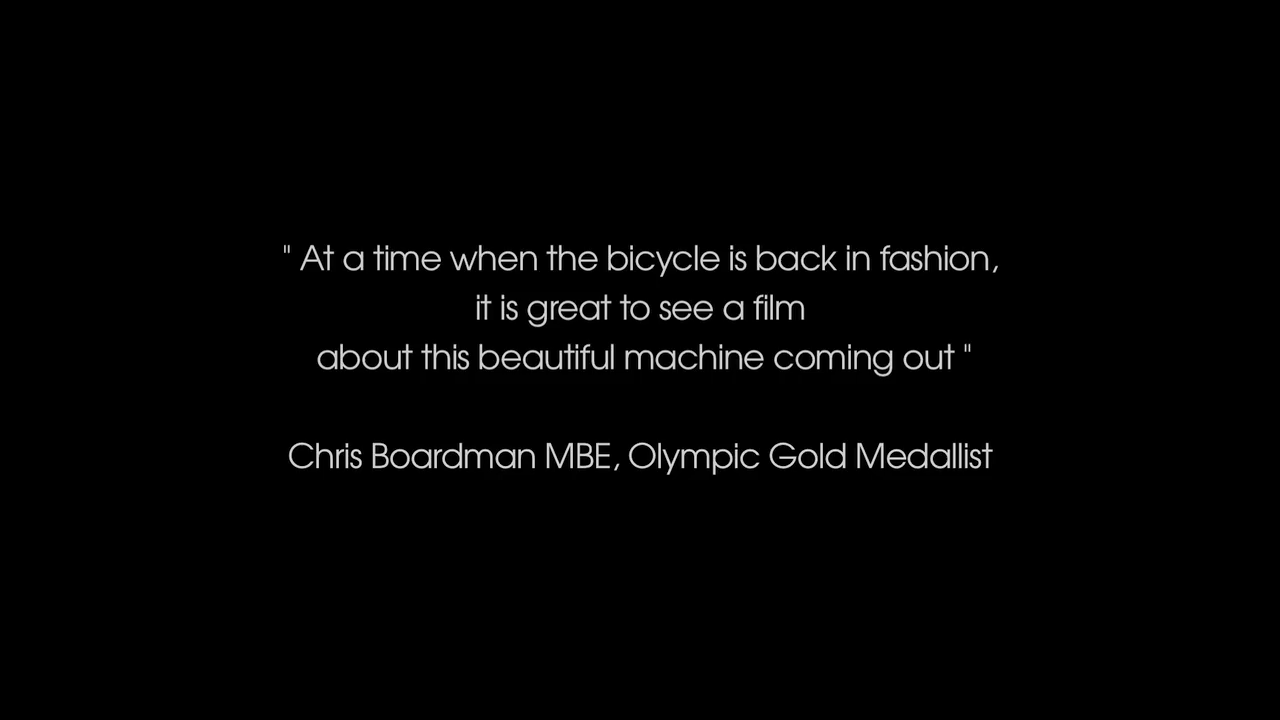 " At a time when the bicycle is back in fashion,
it is great to see a film
about this beautiful machine coming out "
Chris Boardman MBE, Olympic Gold Medallist